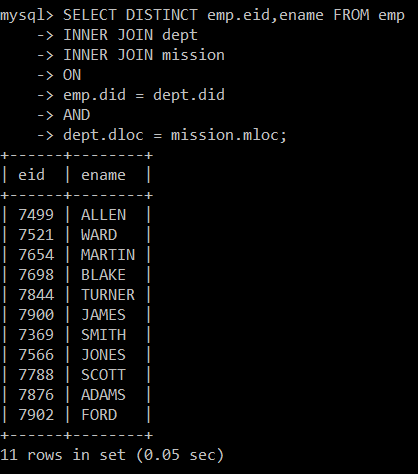 mysql> SELECT DISTINCT emp.eid,ename FROM emp
    -> INNER JOIN dept
    -> INNER JOIN mission
    -> ON
    -> emp.did = dept.did
    -> AND
    -> dept.dloc = mission.mloc;
+------+--------+
| eid  | ename  |
+------+--------+
| 7499 | ALLEN  |
| 7521 | WARD   |
| 7654 | MARTIN |
| 7698 | BLAKE  |
| 7844 | TURNER |
| 7900 | JAMES  |
| 7369 | SMITH  |
| 7566 | JONES  |
| 7788 | SCOTT  |
| 7876 | ADAMS  |
| 7902 | FORD   |
+------+--------+
11 rows in set (0.05 sec)